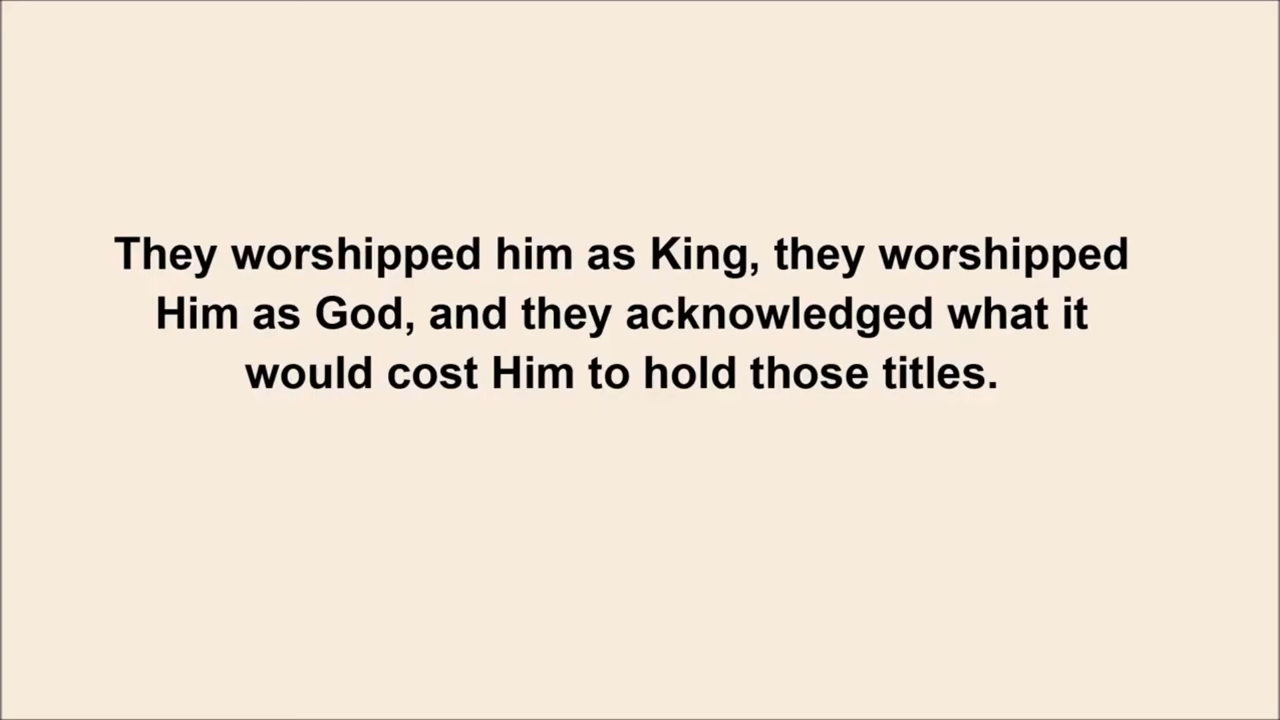 They worshipped him as King, they worshipped
Him as God, and they acknowledged what it
would cost Him to hold those titles.